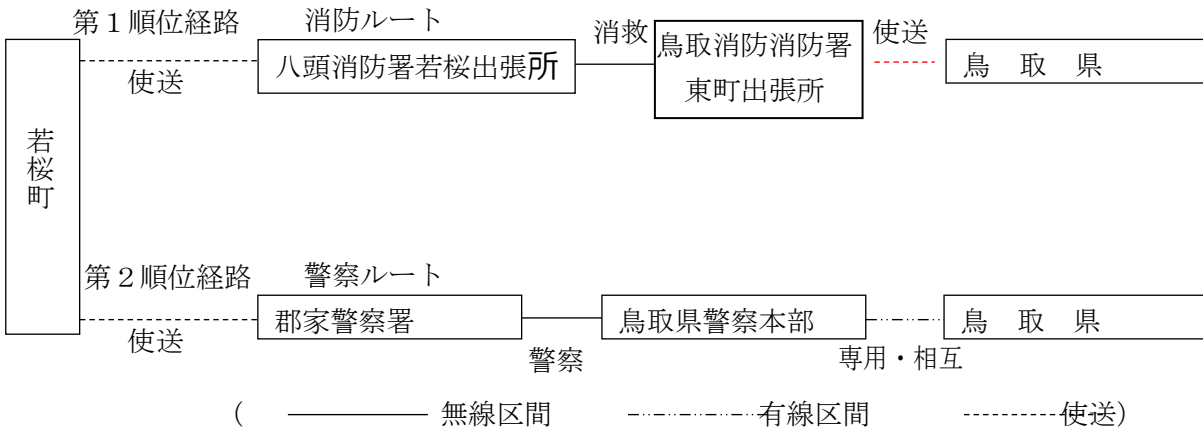 第１順位経路　消防ルート
若桜町
使送
八頭消防署若桜出張所
消救
鳥取消防消防署
東町出張所
使送
鳥　取　県
第２順位経路　警察ルート
使送
郡家警察署
警察
鳥取県警察本部
専用・相互
鳥　取　県
(　無線区間　有線区間　使送)